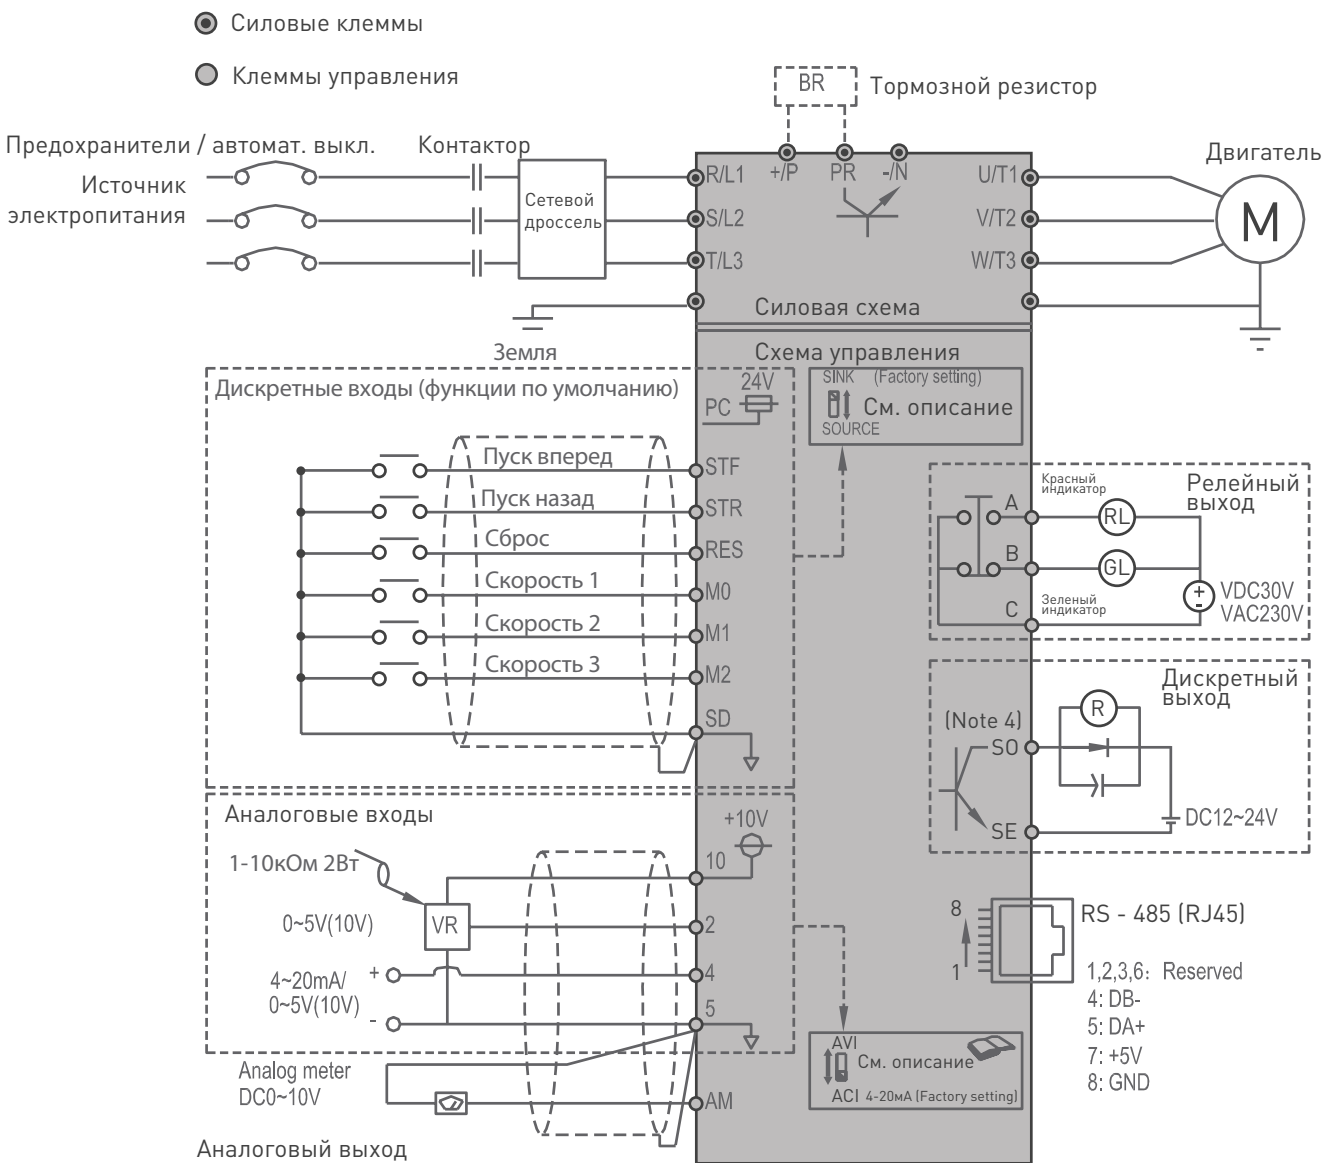 Силовые клеммы
Клеммы управления
BR
Тормозной резистор
Предохранители / автомат. выкл.
Контактор
Двигатель
Источник
электропитания
Сетевой
дроссель
R/L1
+/P
PR
-/N
U/T1
S/L2
V/T2
M
T/L3
W/T3
Силовая схема
Земля
Схема управления
Дискретные входы (функции по умолчанию)
24V
PC
SINK (Factory setting)
См. описание
SOURCE
Пуск вперед
STF
Пуск назад
STR
Сброс
RES
Скорость 1
M0
Скорость 2
M1
Скорость 3
M2
SD
Красный
индикатор
Релейный
выход
A
RL
B
GL
C
Зеленый
индикатор
+
-
VDC30V
VAC230V
Дискретный
выход
R
(Note 4)
SO
SE
DC12~24V
Аналоговые входы
+10V
1-10кОм 2Вт
10
0~5V(10V)
VR
2
4~20mA/
0~5V(10V)
+
4
-
5
8
1
RS - 485 (RJ45)
1,2,3,6: Reserved
4: DB-
5: DA+
7: +5V
8: GND
AVI
См. описание
ACI 4-20мА (Factory setting)
Analog meter
DC0~10V
AM
Аналоговый выход